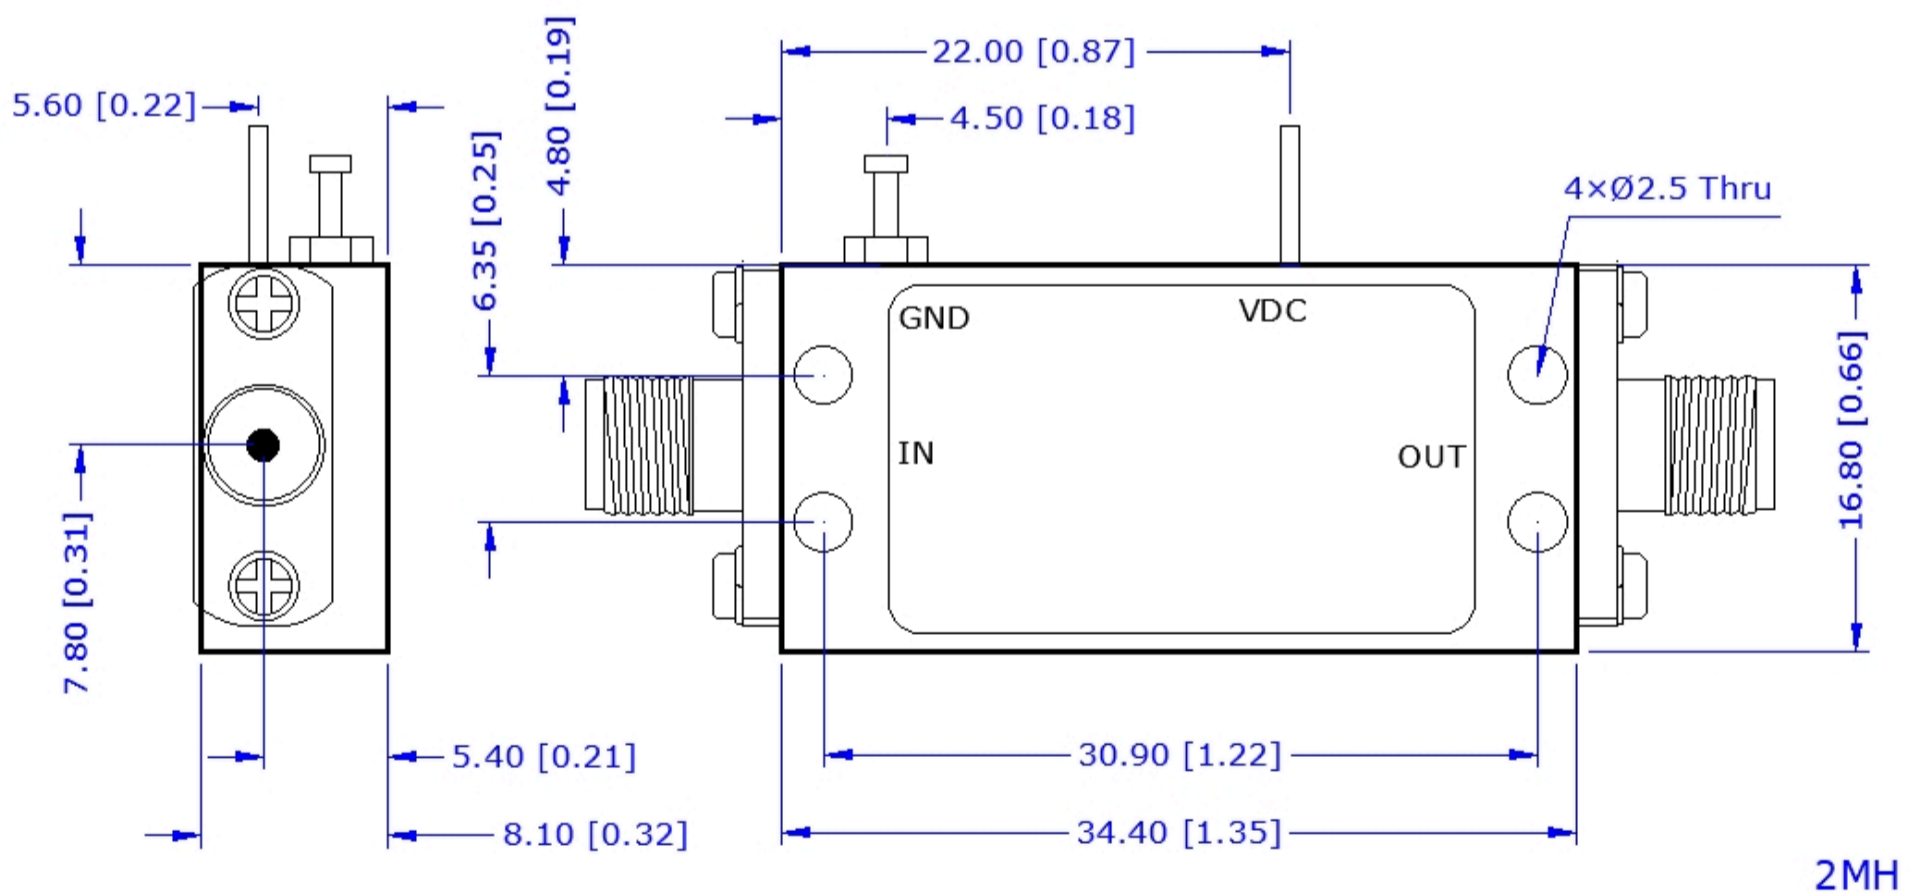 22.00 [0.87]
5.60 [0.22]
4.80 [0.19]
4.50 [0.18]
6.35 [0.25]
4×Ø2.5 Thru
GND
VDC
IN
OUT
16.80 [0.66]
7.80 [0.31]
5.40 [0.21]
30.90 [1.22]
8.10 [0.32]
34.40 [1.35]
2MH